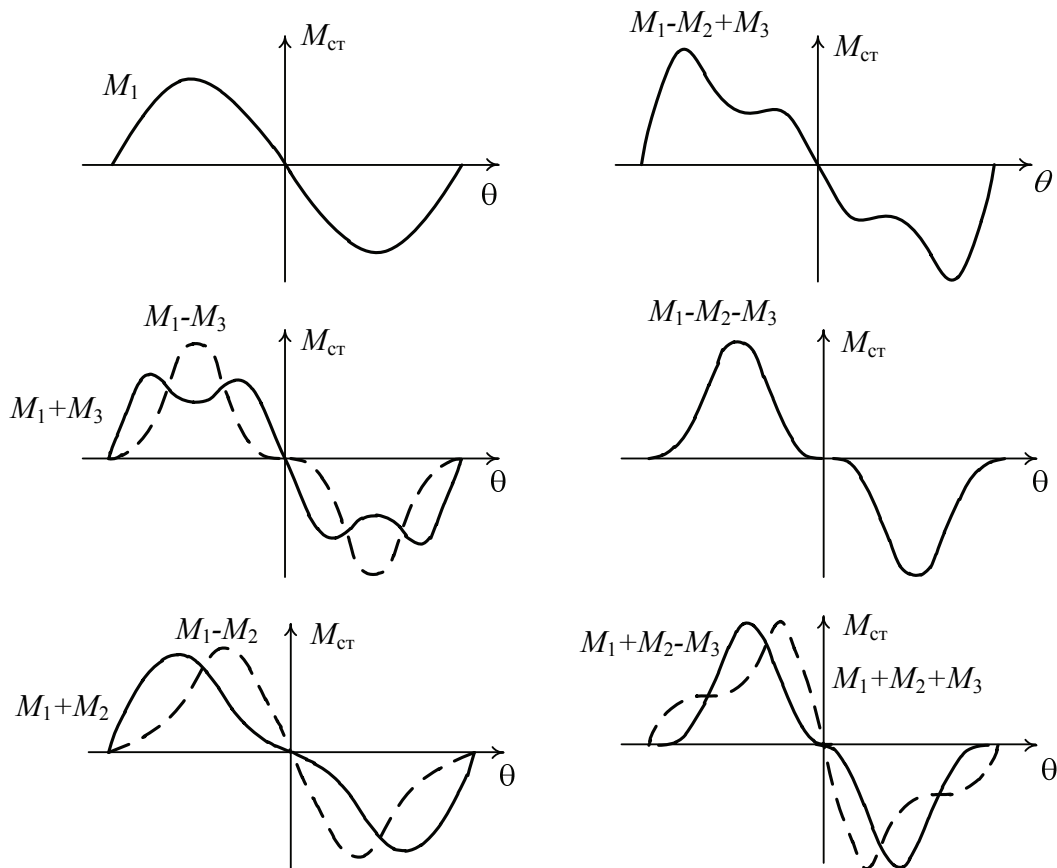 M₁
Mст
θ
M₁-M₂+M₃
Mст
θ
M₁-M₃
M₁+M₃
Mст
θ
M₁-M₂-M₃
Mст
θ
M₁-M₂
M₁+M₂
Mст
θ
M₁+M₂-M₃
Mст
M₁+M₂+M₃
θ